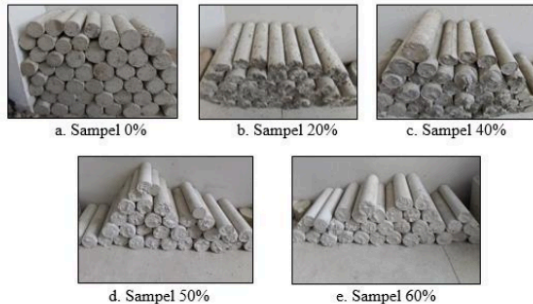 a. Sampel 0%
b. Sampel 20%
c. Sampel 40%
d. Sampel 50%
e. Sampel 60%